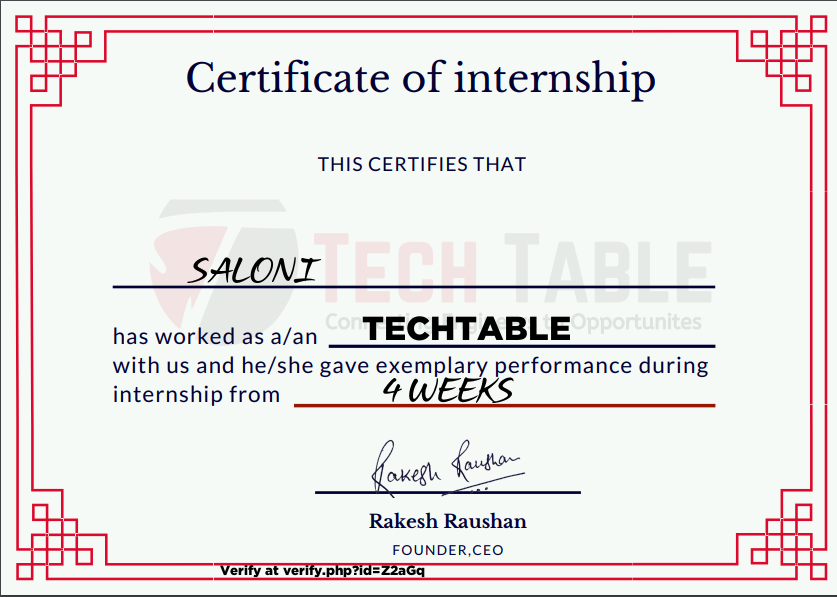 Certificate of internship
THIS CERTIFIES THAT
TECH TABLE
SALONI
Opportunites
has worked as a/an TECHTABLE
with us and he/she gave exemplary performance during
internship from 4 WEEKS
Rakesh Raushan
Rakesh Raushan
FOUNDER,CEO
Verify at verify.php?id=Z2aGq